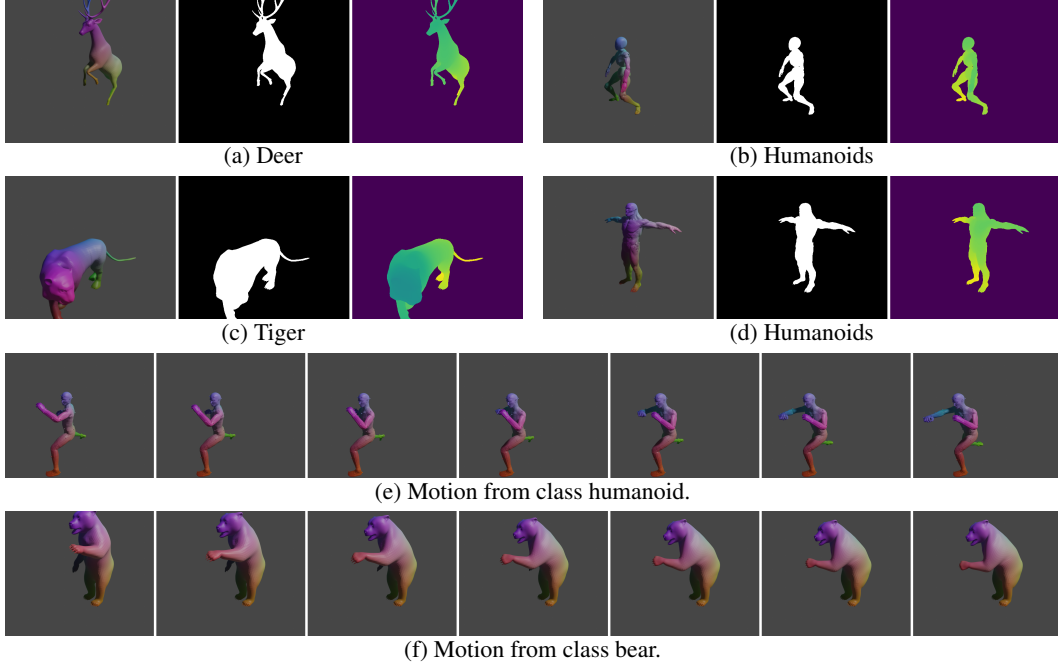 (a) Deer
(b) Humanoids
(c) Tiger
(d) Humanoids
(e) Motion from class humanoid.
(f) Motion from class bear.